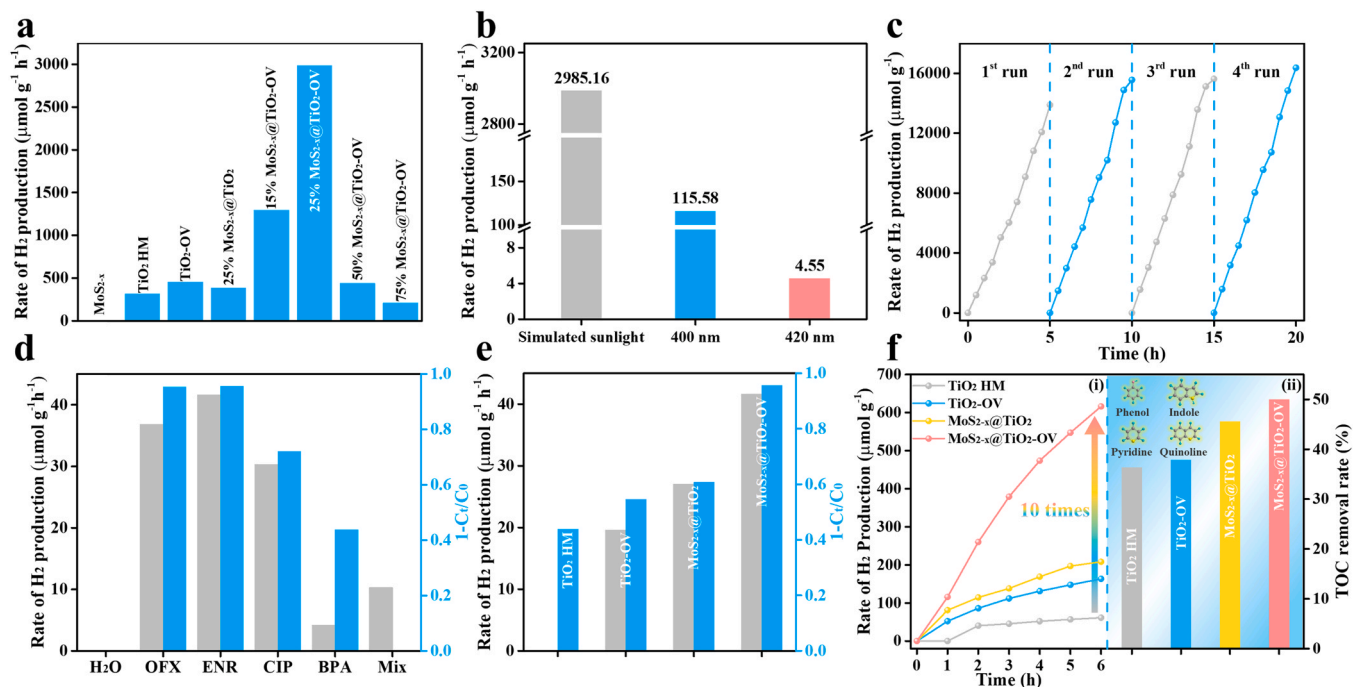 a
Rate of H2 production (μmol g-1 h-1)
3000
2500
2000
1500
1000
500
0
MoS2-x
TiO2 HM
TiO2-OV
25% MoS2-x@TiO2
15% MoS2-x@TiO2-OV
25% MoS2-x@TiO2-OV
50% MoS2-x@TiO2-OV
75% MoS2-x@TiO2-OV
b
Rate of H2 production (μmol g-1 h-1)
3200
2800
150
100
8
4
0
2985.16
115.58
4.55
Simulated sunlight
400 nm
420 nm
c
Reate of H2 production (μmol g-1)
16000
12000
8000
4000
0
1st run
2nd run
3rd run
4th run
0 5 10 15 20
Time (h)
d
Rate of H2 production (μmol g-1h-1)
40
30
20
10
0
H2O OFX ENR CIP BPA Mix
1.0
0.8
0.6
0.4
0.2
0.0
1-Ct/C0
e
Rate of H2 production (μmol g-1h-1)
40
30
20
10
0
TiO2 HM
TiO2-OV
MoS2-x@TiO2
MoS2-x@TiO2-OV
1.0
0.8
0.6
0.4
0.2
0.0
1-Ct/C0
f
Rate of H2 Production (μmol g-1)
700
600
500
400
300
200
100
0
TiO2 HM
TiO2-OV
MoS2-x@TiO2
MoS2-x@TiO2-OV
(i)
10 times
0 1 2 3 4 5 6
Time (h)
(ii)
Phenol
Indole
Pyridine
Quinoline
TiO2 HM
TiO2-OV
MoS2-x@TiO2
MoS2-x@TiO2-OV
50
40
30
20
10
0
TOC removal rate (%)